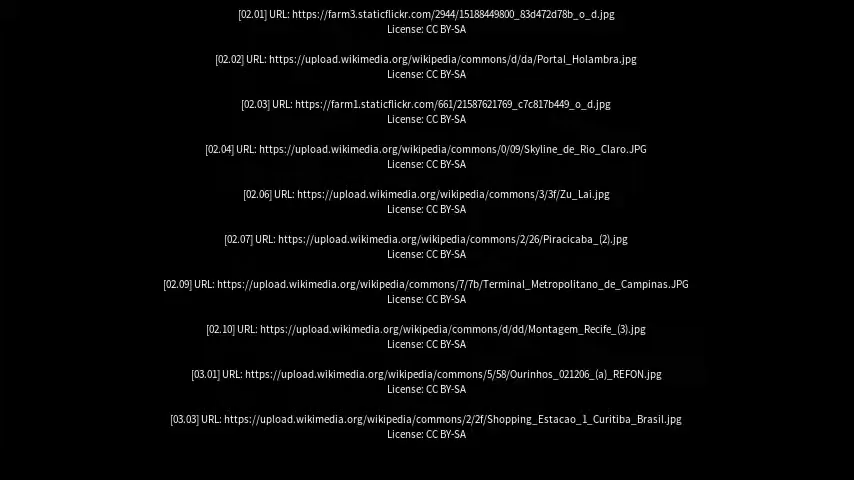 [02.01] URL: https://farm3.staticflickr.com/2944/15188449800_83d472d78b_o_d.jpg
License: CC BY-SA
[02.02] URL: https://upload.wikimedia.org/wikipedia/commons/d/da/Portal_Holambra.jpg
License: CC BY-SA
[02.03] URL: https://farm1.staticflickr.com/661/21587621769_c7c817b449_o_d.jpg
License: CC BY-SA
[02.04] URL: https://upload.wikimedia.org/wikipedia/commons/0/09/Skyline_de_Rio_Claro.JPG
License: CC BY-SA
[02.06] URL: https://upload.wikimedia.org/wikipedia/commons/3/3f/Zu_Lai.jpg
License: CC BY-SA
[02.07] URL: https://upload.wikimedia.org/wikipedia/commons/2/26/Piracicaba_(2).jpg
License: CC BY-SA
[02.09] URL: https://upload.wikimedia.org/wikipedia/commons/7/7b/Terminal_Metropolitano_de_Campinas.JPG
License: CC BY-SA
[02.10] URL: https://upload.wikimedia.org/wikipedia/commons/d/dd/Montagem_Recife_(3).jpg
License: CC BY-SA
[03.01] URL: https://upload.wikimedia.org/wikipedia/commons/5/58/Ourinhos_021206_(a)_REFON.jpg
License: CC BY-SA
[03.03] URL: https://upload.wikimedia.org/wikipedia/commons/2/2f/Shopping_Estacao_1_Curitiba_Brasil.jpg
License: CC BY-SA